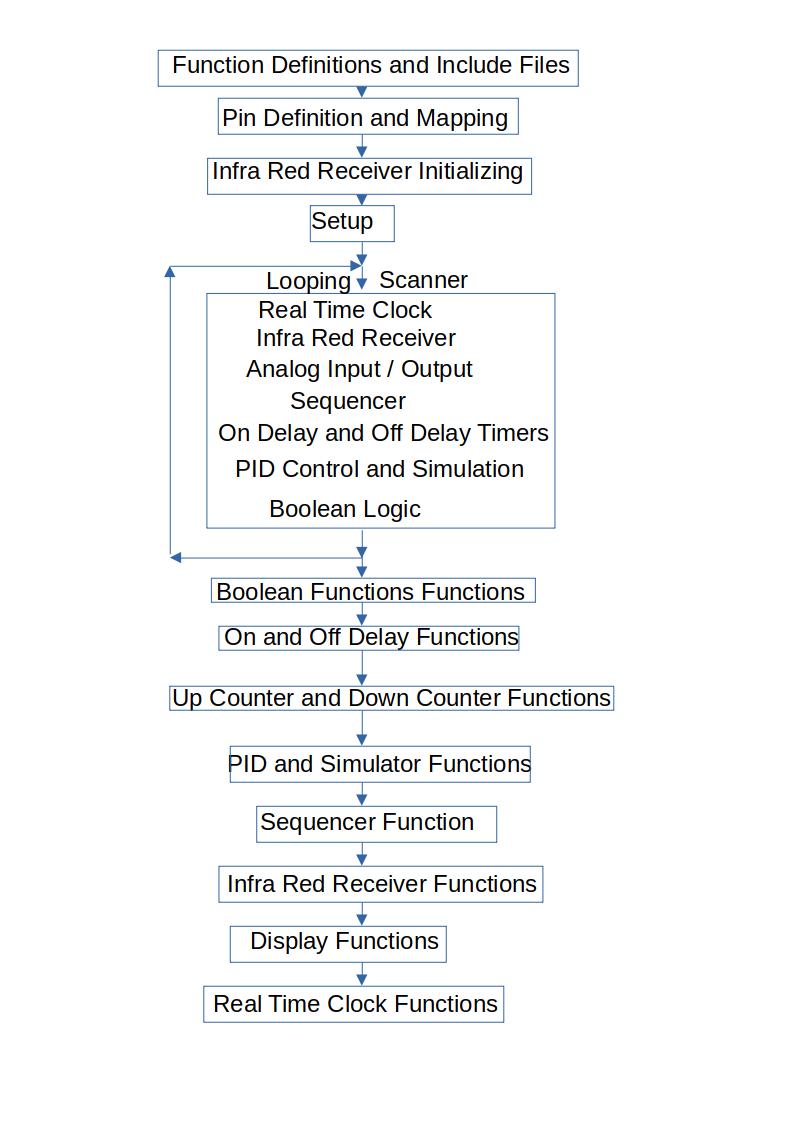 Function Definitions and Include Files
Pin Definition and Mapping
Infra Red Receiver Initializing
Setup
Looping Scanner
Real Time Clock
Infra Red Receiver
Analog Input / Output
Sequencer
On Delay and Off Delay Timers
PID Control and Simulation
Boolean Logic
Boolean Functions Functions
On and Off Delay Functions
Up Counter and Down Counter Functions
PID and Simulator Functions
Sequencer Function
Infra Red Receiver Functions
Display Functions
Real Time Clock Functions